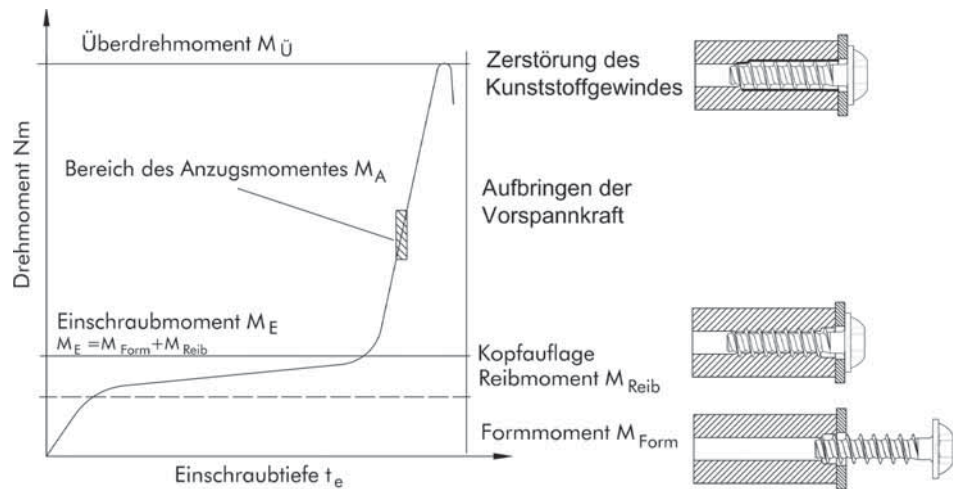 Drehmoment Nm
Überdrehmoment M_Ü
Bereich des Anzugsmomentes M_A
Einschraubmoment M_E
M_E = M_Form + M_Reib
Einschraubtiefe t_e
Zerstörung des
Kunststoffgewindes
Aufbringen der
Vorspannkraft
Kopfauflage
Reibmoment M_Reib
Formmoment M_Form